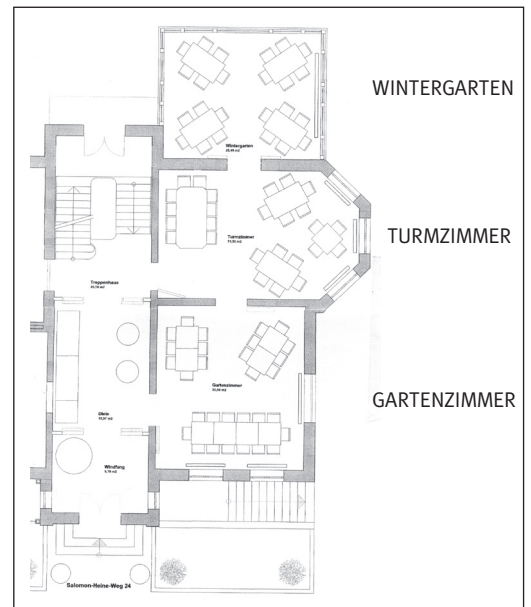 WINTERGARTEN
Wintergarten
TURMZIMMER
Turmzimmer
Treppenhaus
GARTENZIMMER
Gartenzimmer
Diele
Windfang
Salomon-Heine-Weg 24